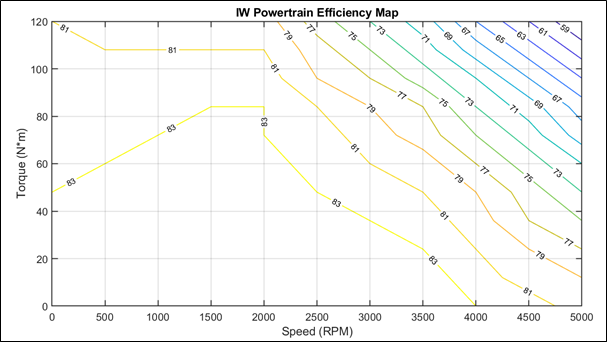 IW Powertrain Efficiency Map
120
100
80
60
40
20
0
Torque (N*m)
81 81 79 77 75 73 71 69 67 65 63 61 59
81 79 77 75 73 71 69 67
83 83 83 81 79 77 75 73
83 83 81 79 77
83 81
0 500 1000 1500 2000 2500 3000 3500 4000 4500 5000
Speed (RPM)